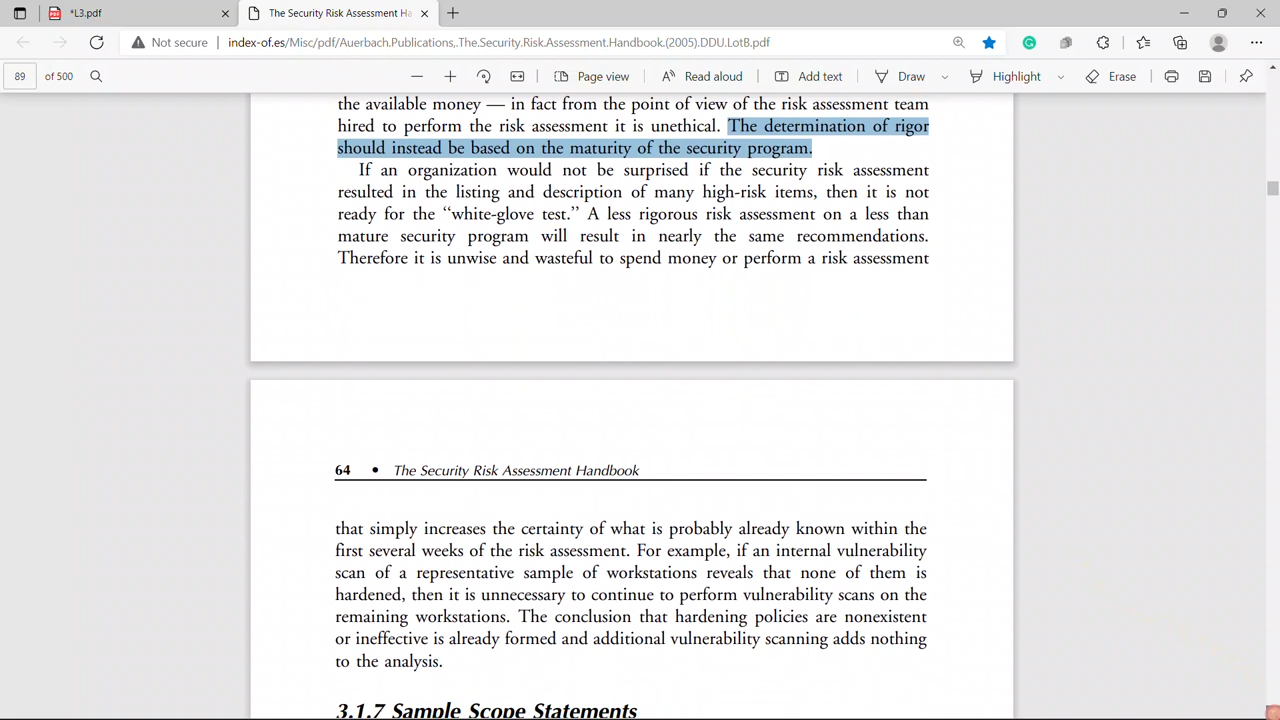 *L3.pdf
The Security Risk Assessment Ha
Not secure
index-of.es/Misc/pdf/Auerbach.Publications,.The.Security.Risk.Assessment.Handbook.(2005).DDU.LotB.pdf
89 of 500
Page view
Read aloud
Add text
Draw
Highlight
Erase
the available money — in fact from the point of view of the risk assessment team
hired to perform the risk assessment it is unethical. The determination of rigor
should instead be based on the maturity of the security program.
If an organization would not be surprised if the security risk assessment
resulted in the listing and description of many high-risk items, then it is not
ready for the ‘‘white-glove test.’’ A less rigorous risk assessment on a less than
mature security program will result in nearly the same recommendations.
Therefore it is unwise and wasteful to spend money or perform a risk assessment
64 • The Security Risk Assessment Handbook
that simply increases the certainty of what is probably already known within the
first several weeks of the risk assessment. For example, if an internal vulnerability
scan of a representative sample of workstations reveals that none of them is
hardened, then it is unnecessary to continue to perform vulnerability scans on the
remaining workstations. The conclusion that hardening policies are nonexistent
or ineffective is already formed and additional vulnerability scanning adds nothing
to the analysis.
3.1.7 Sample Scope Statements